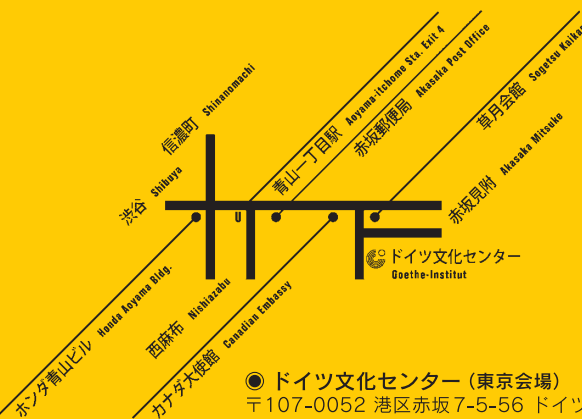 信濃町 Shinanomachi
渋谷 Shibuya
青山一丁目駅 Aoyama-itchome Sta. Exit 4
赤坂郵便局 Akasaka Post Office
草月会館 Sogetsu Kaikan
赤坂見附 Akasaka Mitsuke
U
ドイツ文化センター
Goethe-Institut
ホンダ青山ビル Honda Aoyama Bldg.
西麻布 Nishiazabu
カナダ大使館 Canadian Embassy
◉ ドイツ文化センター (東京会場)
〒107-0052 港区赤坂7-5-56 ドイツ